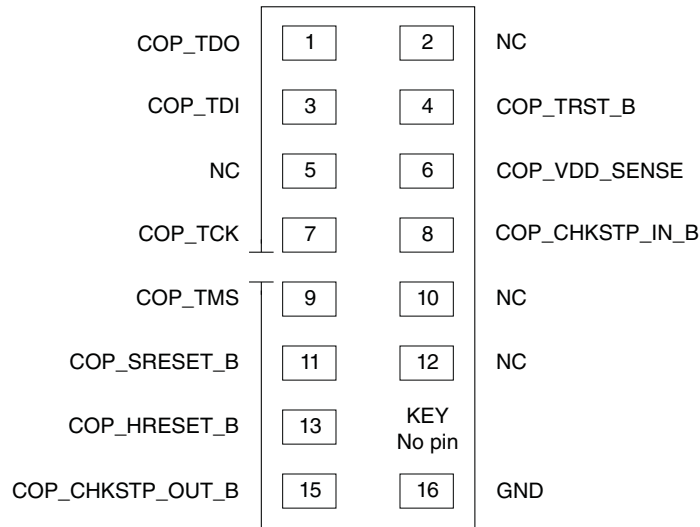 COP_TDO 1 2 NC
COP_TDI 3 4 COP_TRST_B
NC 5 6 COP_VDD_SENSE
COP_TCK 7 8 COP_CHKSTP_IN_B
COP_TMS 9 10 NC
COP_SRESET_B 11 12 NC
COP_HRESET_B 13 KEY
No pin
COP_CHKSTP_OUT_B 15 16 GND